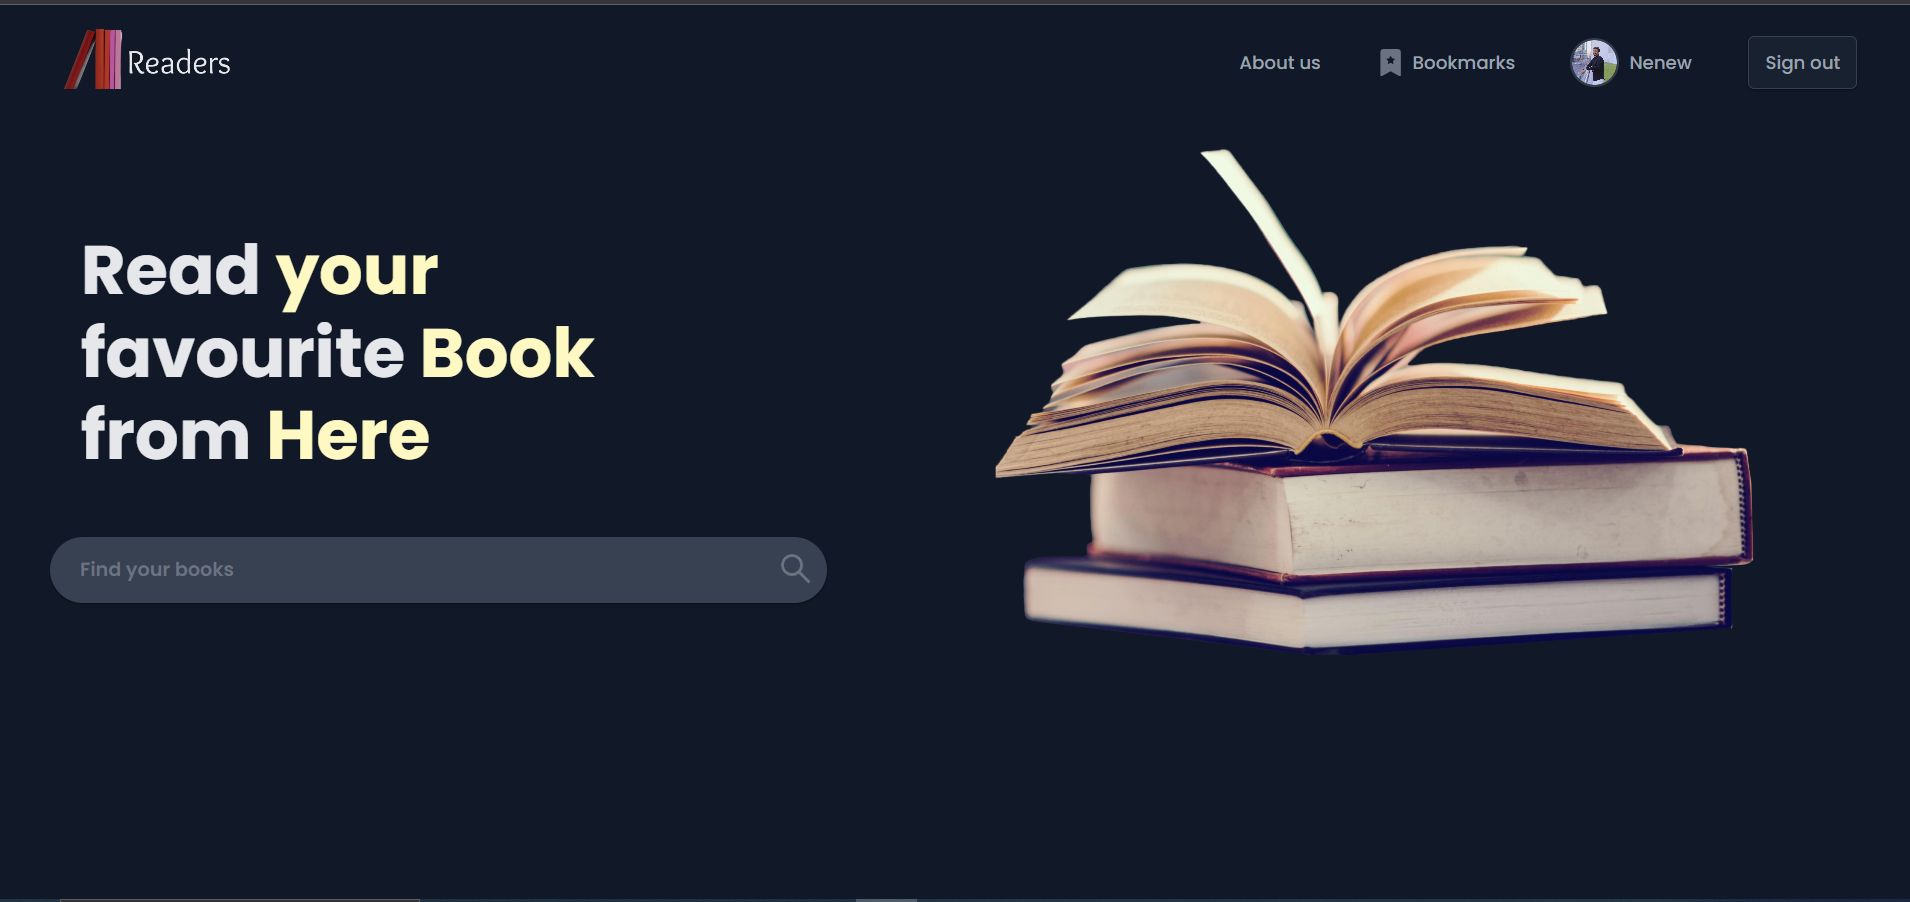 Readers
About us
Bookmarks
Nenew
Sign out
Read your
favourite Book
from Here
Find your books